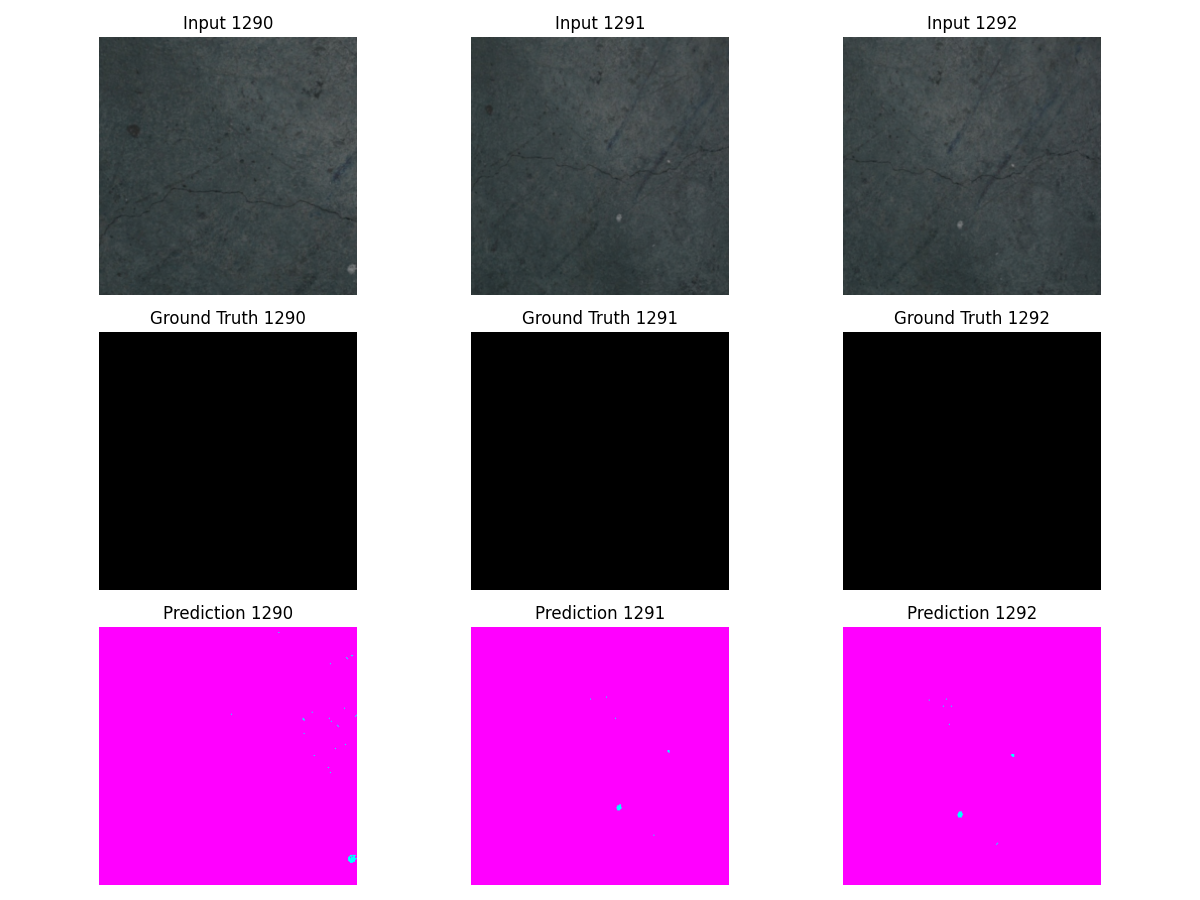 Input 1290
Input 1291
Input 1292
Ground Truth 1290
Ground Truth 1291
Ground Truth 1292
Prediction 1290
Prediction 1291
Prediction 1292